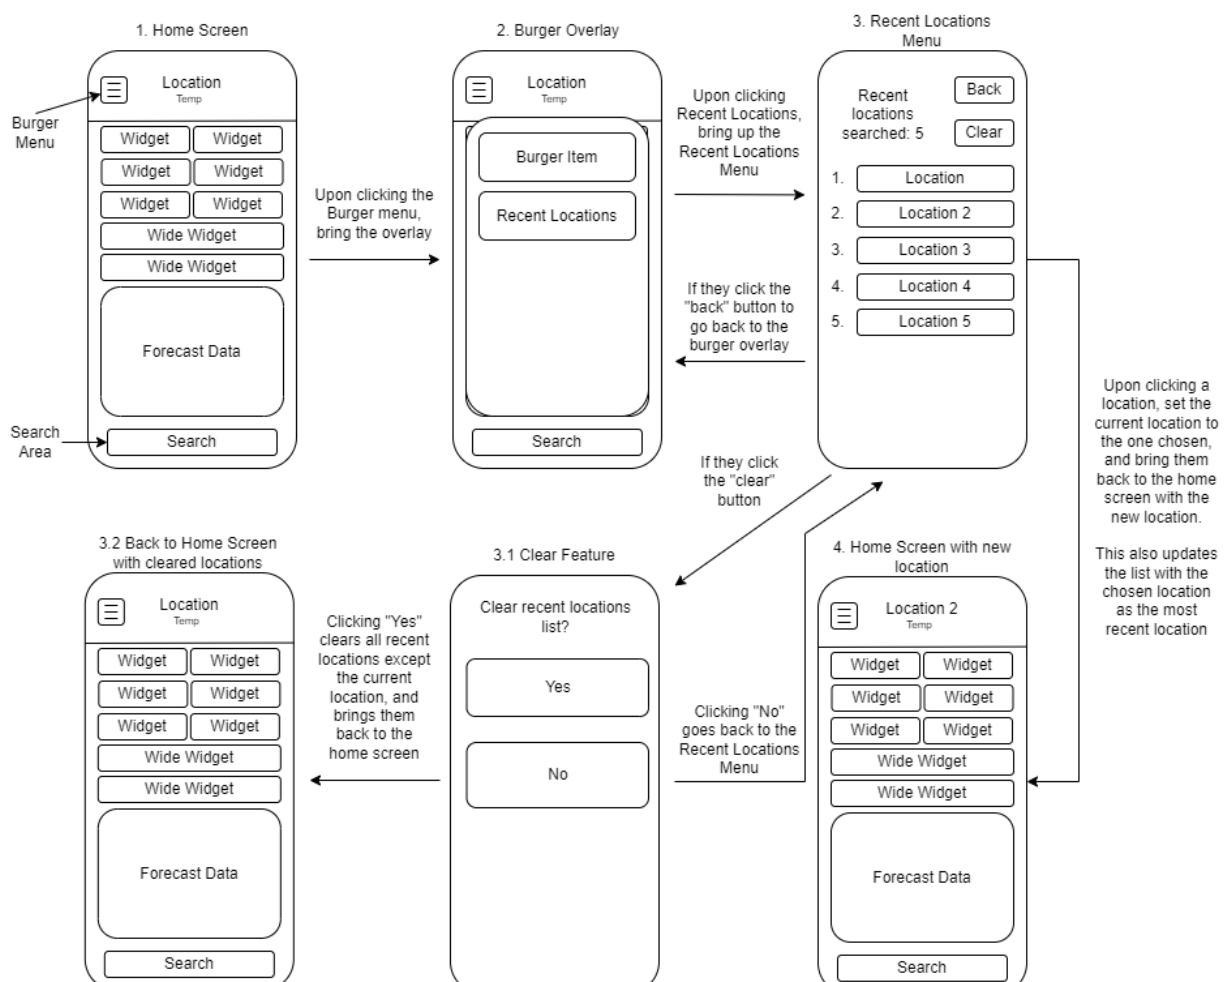 1. Home Screen
Location
Temp
Burger
Menu
Widget
Widget
Widget
Widget
Widget
Widget
Wide Widget
Wide Widget
Forecast Data
Search
Area
Search
Upon clicking the
Burger menu,
bring the overlay
2. Burger Overlay
Location
Temp
Burger Item
Recent Locations
Search
Upon clicking
Recent Locations,
bring up the
Recent Locations
Menu
If they click the
"back" button to
go back to the
burger overlay
3. Recent Locations
Menu
Recent
locations
searched: 5
Back
Clear
1.
Location
2.
Location 2
3.
Location 3
4.
Location 4
5.
Location 5
Upon clicking a
location, set the
current location to
the one chosen,
and bring them
back to the home
screen with the
new location.
This also updates
the list with the
chosen location
as the most
recent location
If they click
the "clear"
button
3.2 Back to Home Screen
with cleared locations
Location
Temp
Widget
Widget
Widget
Widget
Widget
Widget
Wide Widget
Wide Widget
Forecast Data
Search
Clicking "Yes"
clears all recent
locations except
the current
location, and
brings them
back to the
home screen
3.1 Clear Feature
Clear recent locations
list?
Yes
No
Clicking "No"
goes back to the
Recent Locations
Menu
4. Home Screen with new
location
Location 2
Temp
Widget
Widget
Widget
Widget
Widget
Widget
Wide Widget
Wide Widget
Forecast Data
Search